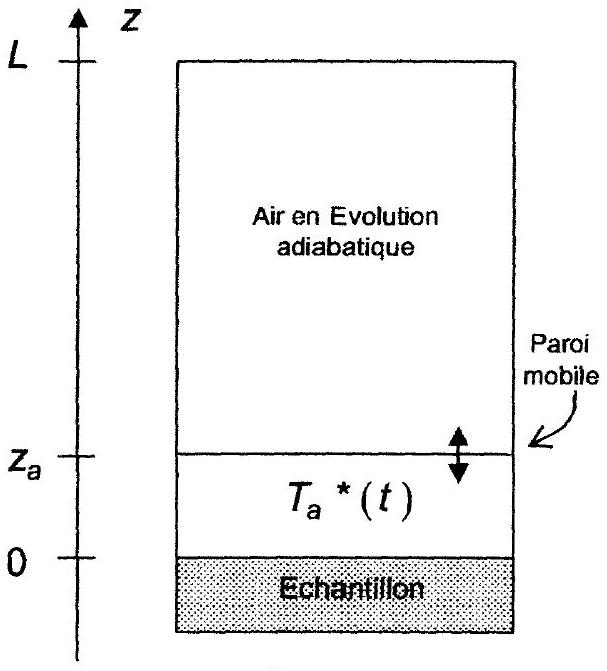 z
L
Air en Evolution
adiabatique
Paroi
mobile
z_a
T_a * (t)
0
Echantillon